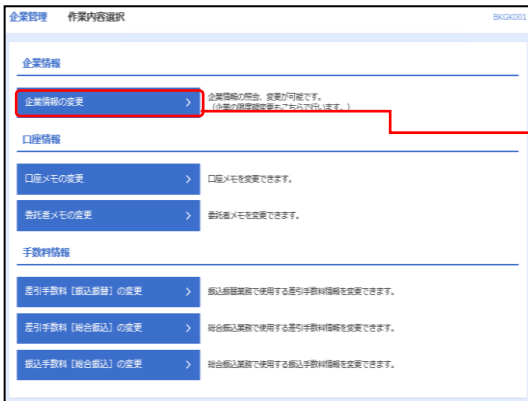 企業管理 作業内容選択 BKGK001
企業情報
企業情報の変更
企業情報の照会、変更が可能です。
（企業の限度額変更もこちらで行います。）
口座情報
口座メモの変更 口座メモを変更できます。
委託者メモの変更 委託者メモを変更できます。
手数料情報
差引手数料［振込振替］の変更 振込振替業務で使用する差引手数料情報を変更できます。
差引手数料［総合振込］の変更 総合振込業務で使用する差引手数料情報を変更できます。
振込手数料［総合振込］の変更 総合振込業務で使用する振込手数料情報を変更できます。